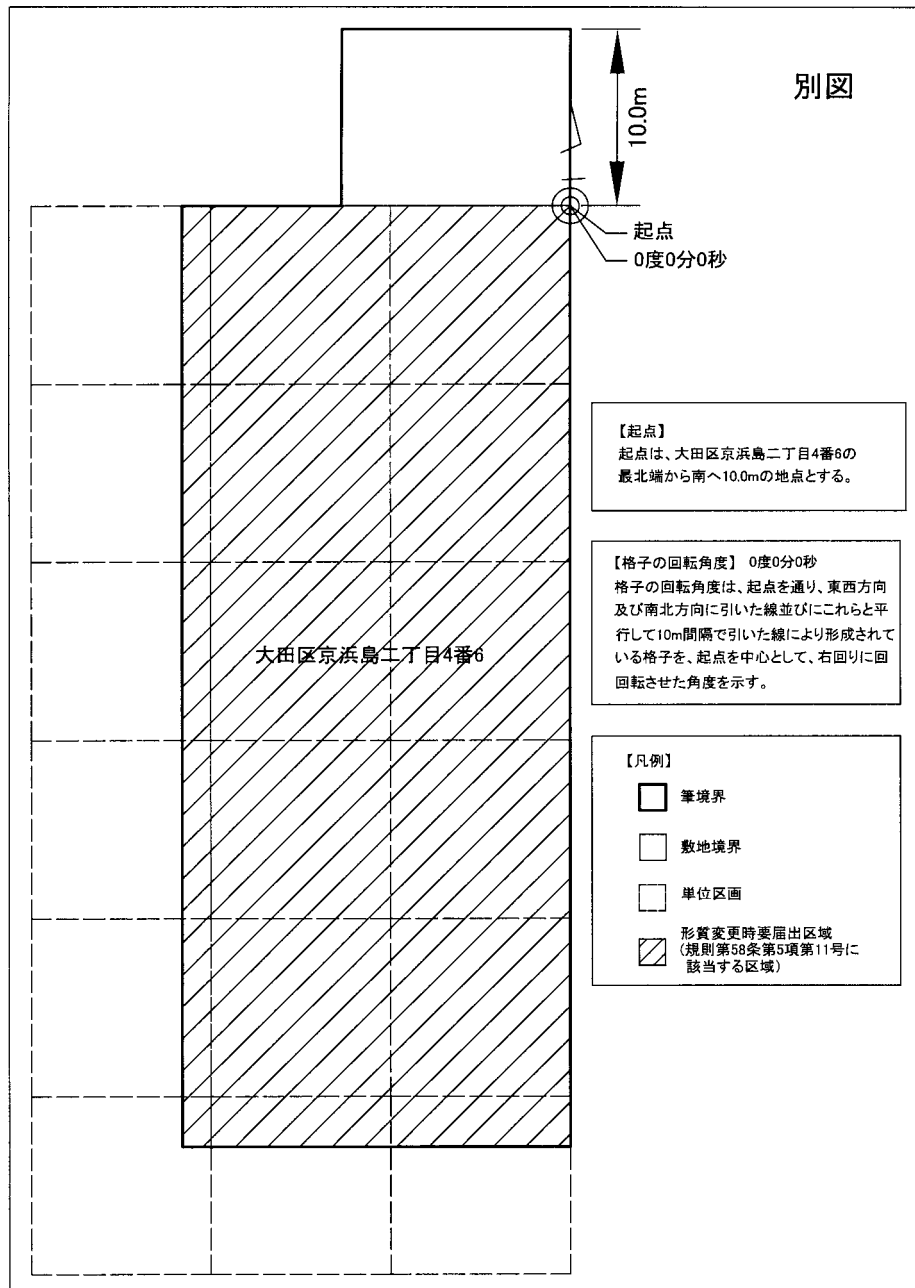 別図
10.0m
起点
0度0分0秒
【起点】
起点は、大田区京浜島二丁目4番6の
最北端から南へ10.0mの地点とする。
【格子の回転角度】 0度0分0秒
格子の回転角度は、起点を通り、東西方向
及び南北方向に引いた線並びにこれらと平
行して10m間隔で引いた線により形成されて
いる格子を、起点を中心として、右回りに回
回転させた角度を示す。
大田区京浜島二丁目4番6
【凡例】
筆境界
敷地境界
単位区画
形質変更時要届出区域
(規則第58条第5項第11号に
該当する区域)